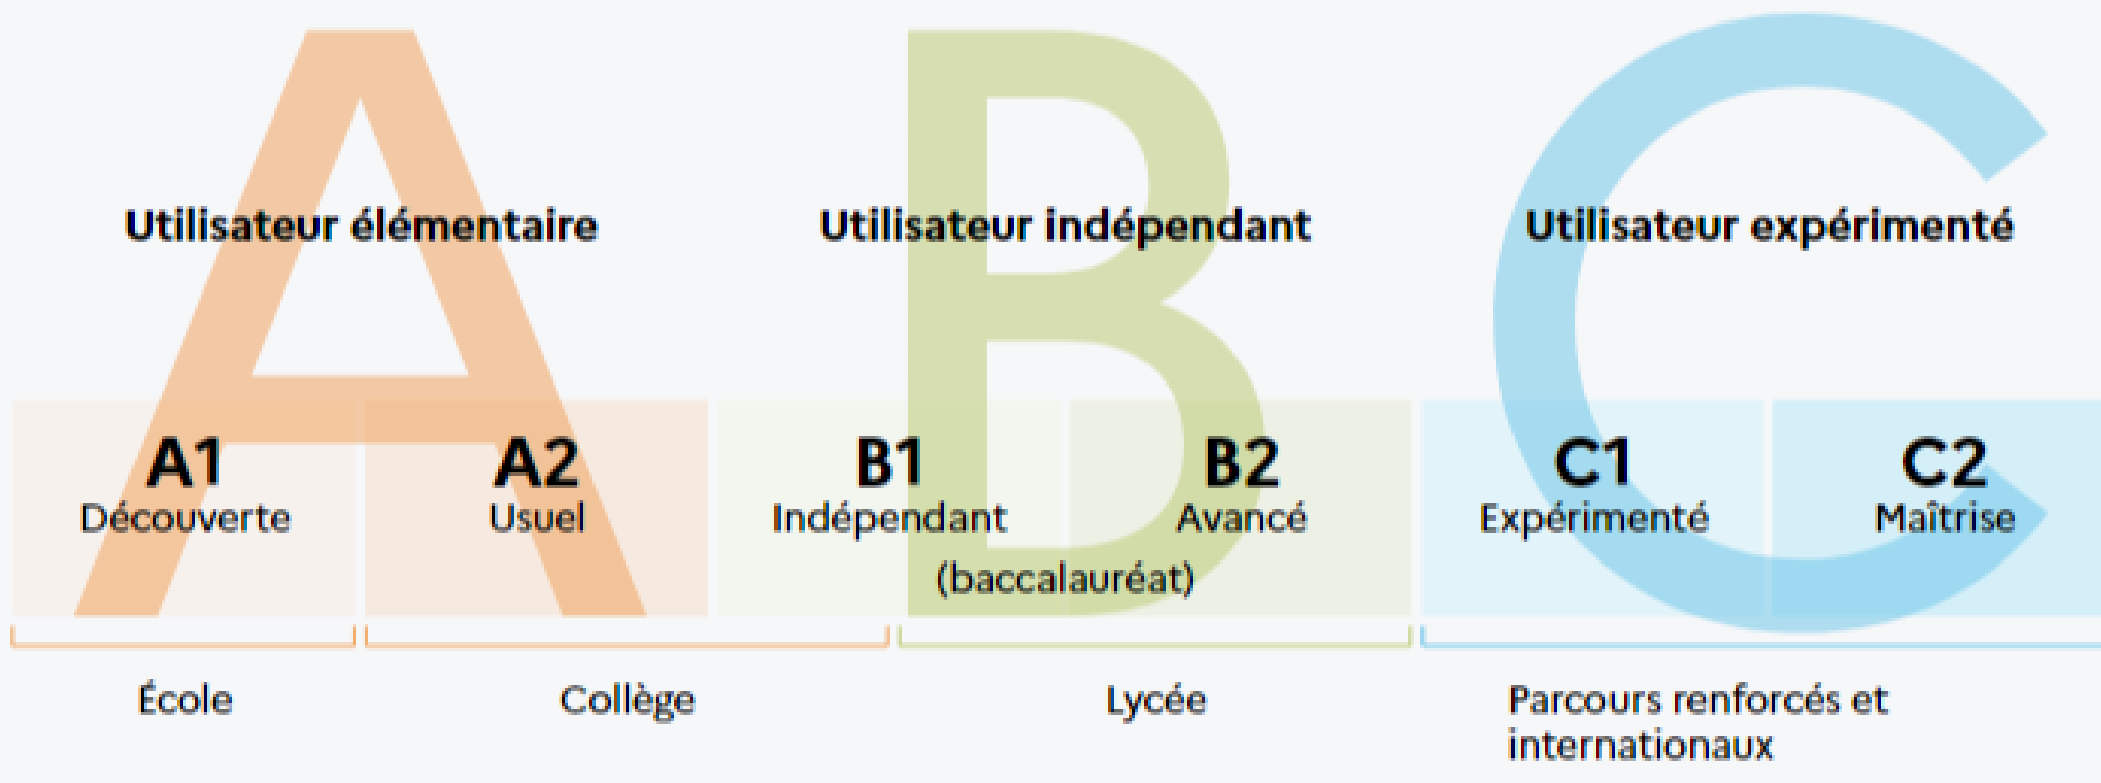 A B C
Utilisateur élémentaire Utilisateur indépendant Utilisateur expérimenté
A1 A2 B1 B2 C1 C2
Découverte Usuel Indépendant Avancé Expérimenté Maîtrise
(baccalauréat)
École Collège Lycée Parcours renforcés et
internationaux